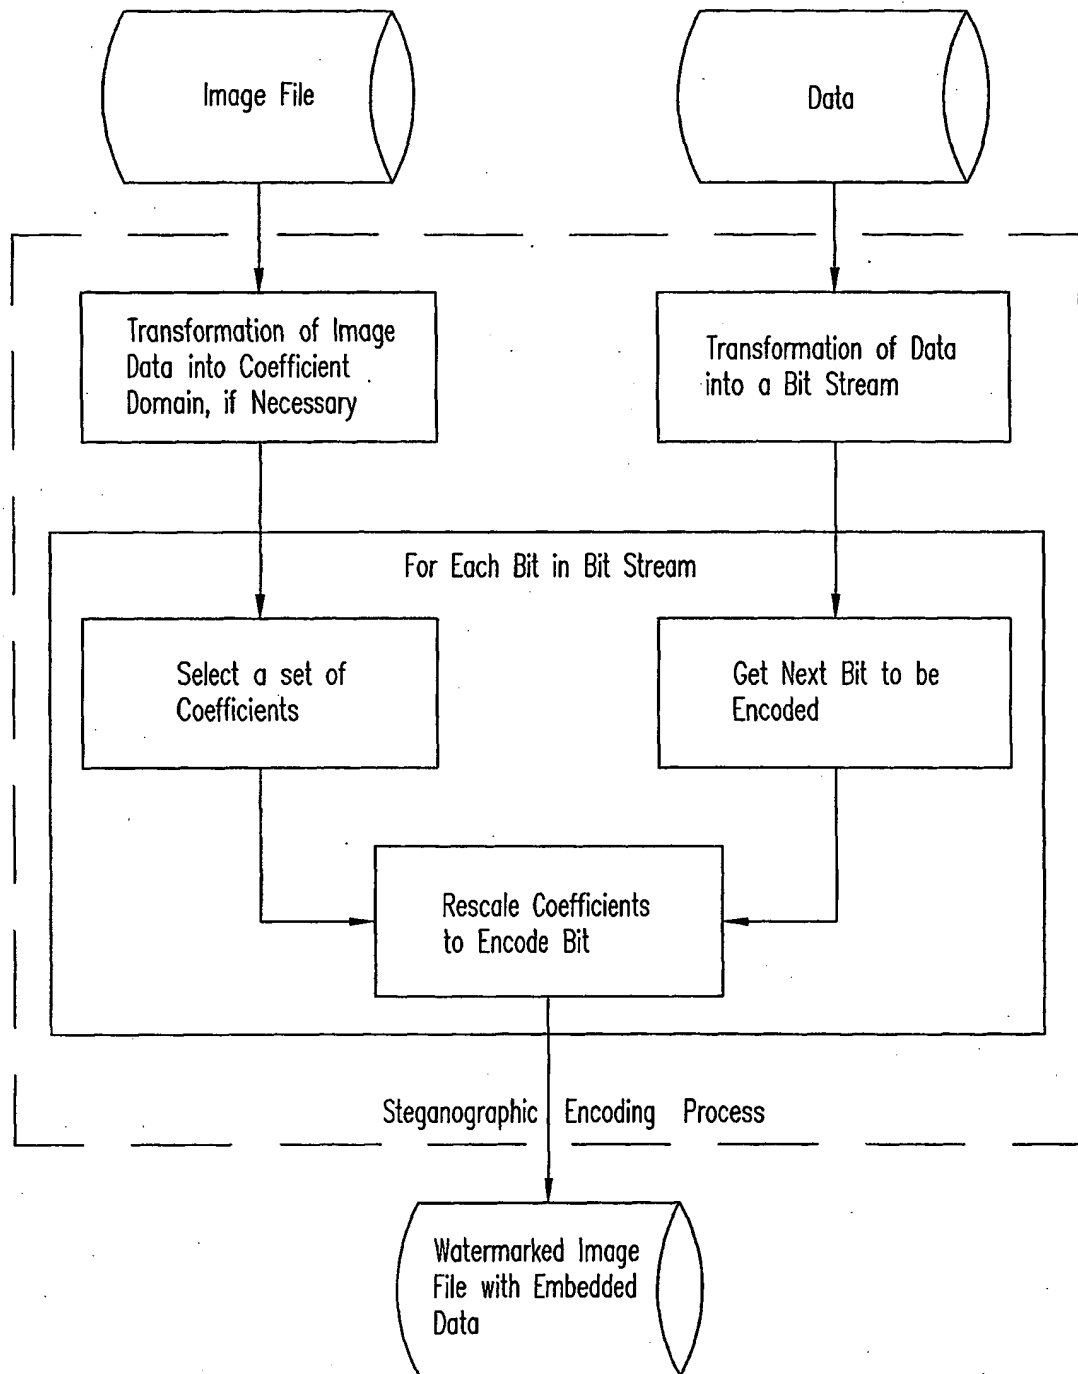 Image File
Data
Transformation of Image
Data into Coefficient
Domain, if Necessary
Transformation of Data
into a Bit Stream
For Each Bit in Bit Stream
Select a set of
Coefficients
Get Next Bit to be
Encoded
Rescale Coefficients
to Encode Bit
Steganographic Encoding Process
Watermarked Image
File with Embedded
Data